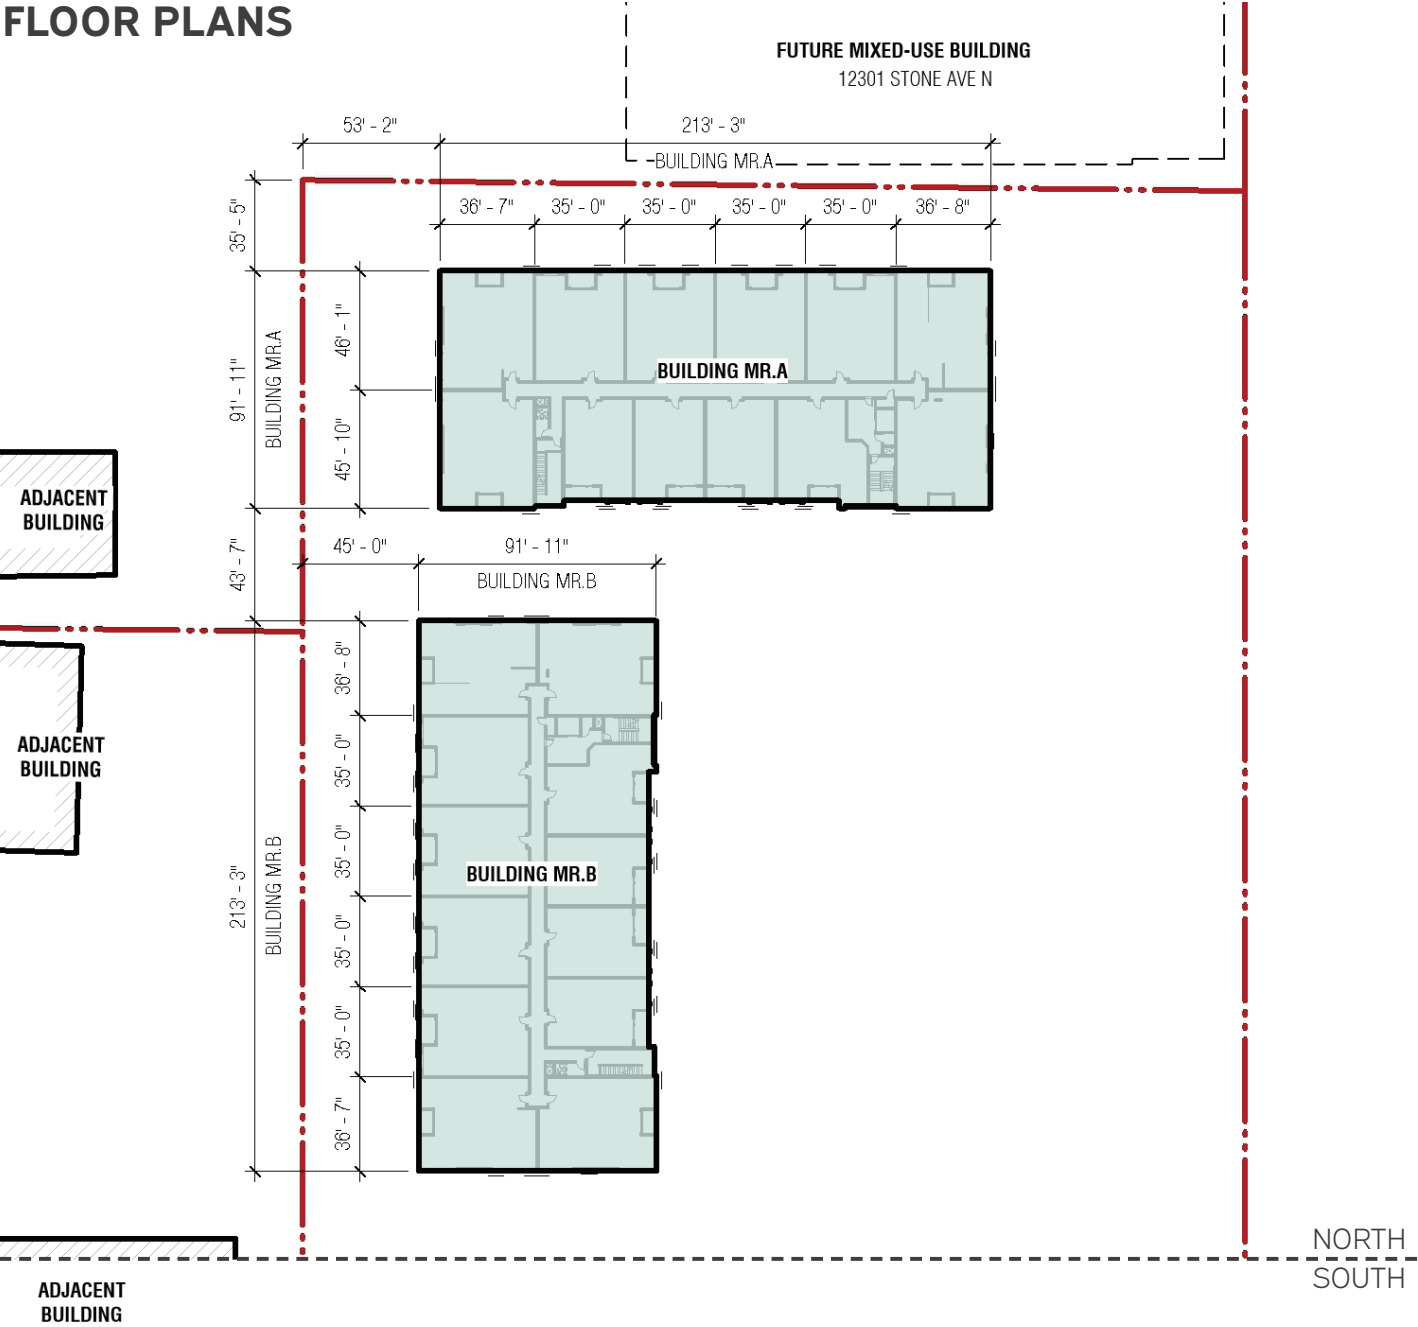 FLOOR PLANS
FUTURE MIXED-USE BUILDING
12301 STONE AVE N
53' - 2"
213' - 3"
BUILDING MR.A
36' - 7"
35' - 0"
35' - 0"
35' - 0"
35' - 0"
36' - 8"
35' - 5"
91' - 11"
BUILDING MR.A
46' - 1"
45' - 10"
BUILDING MR.A
ADJACENT
BUILDING
43' - 7"
45' - 0"
91' - 11"
BUILDING MR.B
36' - 8"
35' - 0"
35' - 0"
35' - 0"
35' - 0"
36' - 7"
213' - 3"
BUILDING MR.B
BUILDING MR.B
ADJACENT
BUILDING
NORTH
SOUTH
ADJACENT
BUILDING